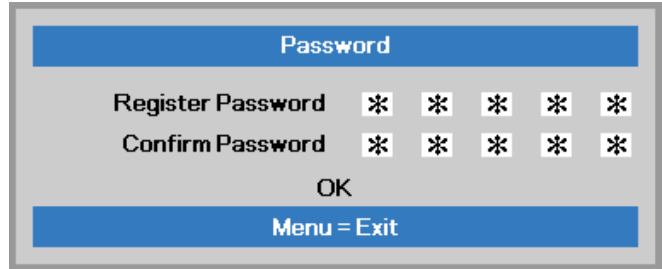 Password
Register Password * * * * *
Confirm Password * * * * *
OK
Menu = Exit